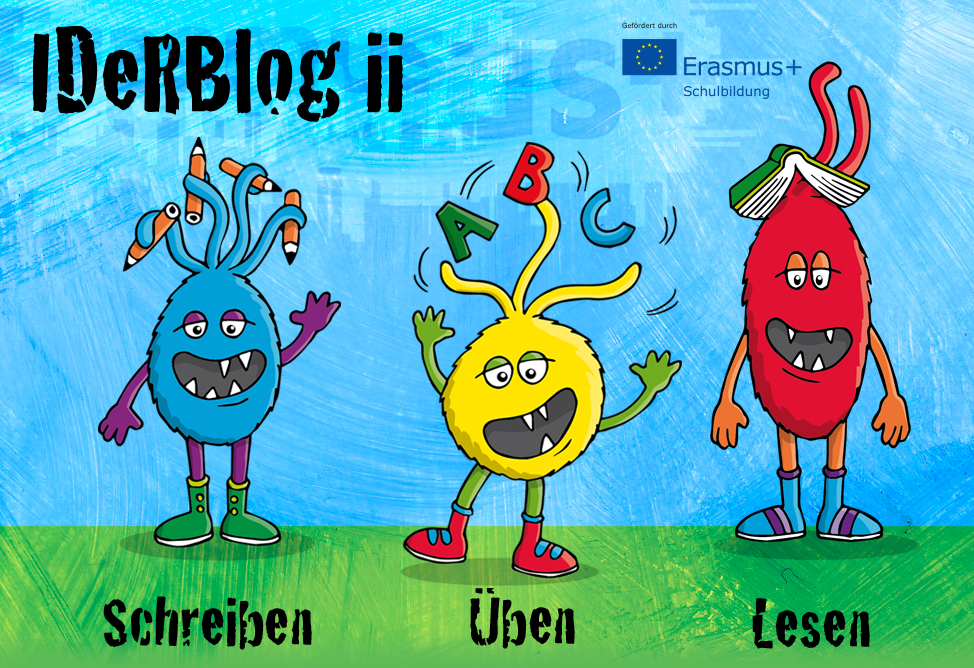 IDeRBlog ii
Gefördert durch
Erasmus+
Schulbildung
A B C
Schreiben
Üben
Lesen